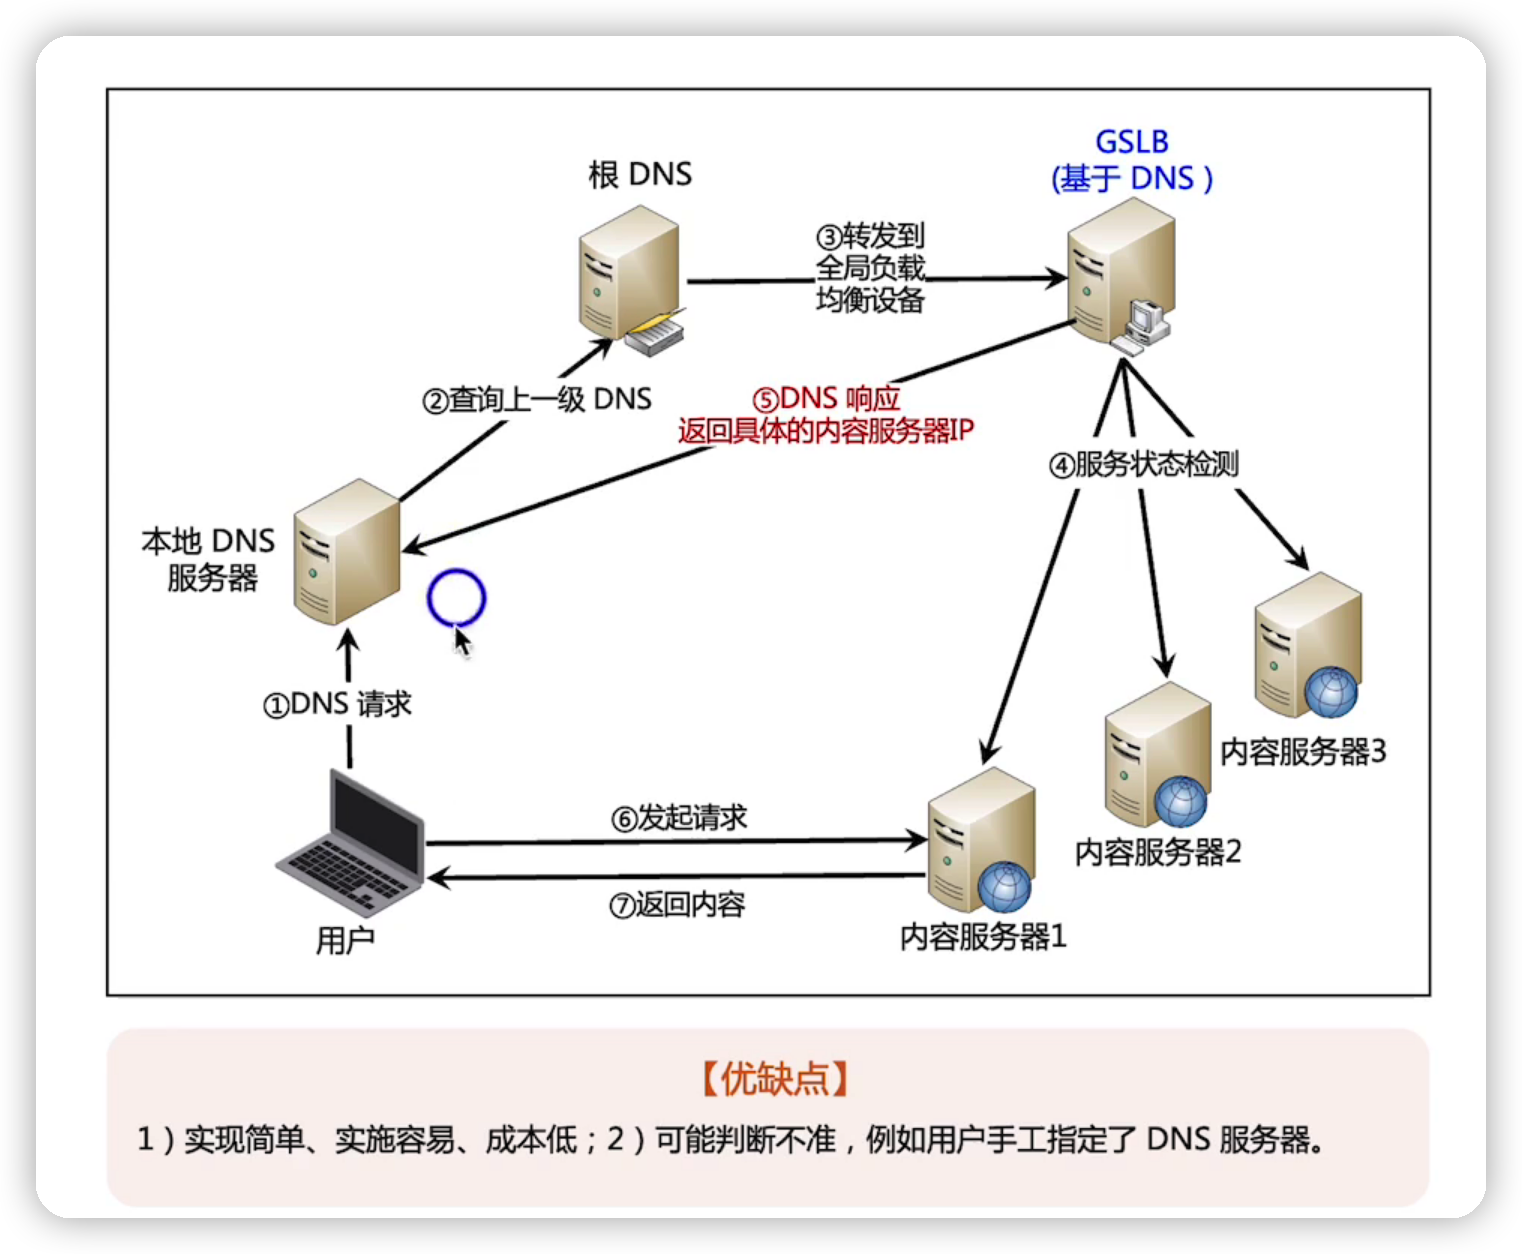 根 DNS
GSLB
(基于 DNS )
③转发到
全局负载
均衡设备
②查询上一级 DNS
⑤DNS 响应
返回具体的内容服务器IP
④服务状态检测
本地 DNS
服务器
①DNS 请求
内容服务器3
⑥发起请求
内容服务器2
⑦返回内容
用户
内容服务器1
【优缺点】
1）实现简单、实施容易、成本低；2）可能判断不准，例如用户手工指定了 DNS 服务器。